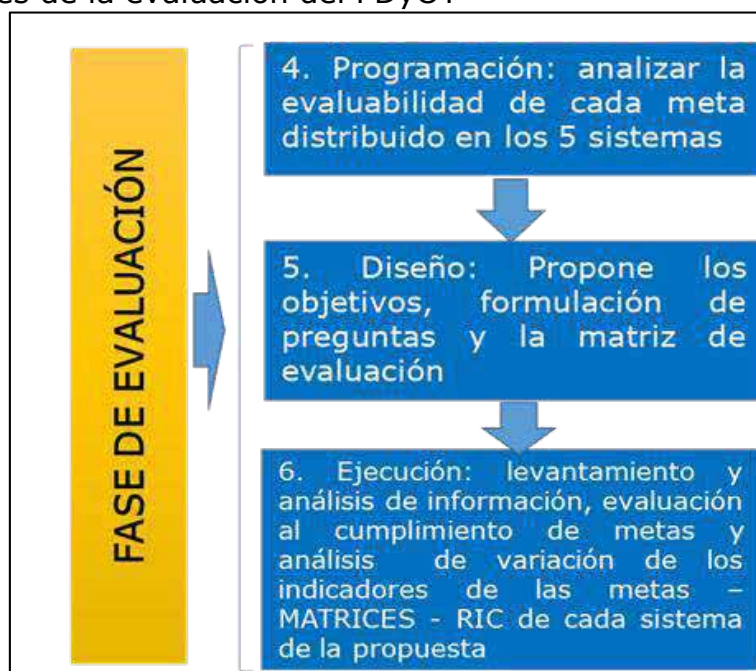 es de la evaluación del PDyOT
FASE DE EVALUACIÓN
4. Programación: analizar la
evaluabilidad de cada meta
distribuido en los 5 sistemas
5. Diseño: Propone los
objetivos, formulación de
preguntas y la matriz de
evaluación
6. Ejecución: levantamiento y
análisis de información, evaluación
al cumplimiento de metas y
análisis de variación de los
indicadores de las metas –
MATRICES - RIC de cada sistema
de la propuesta